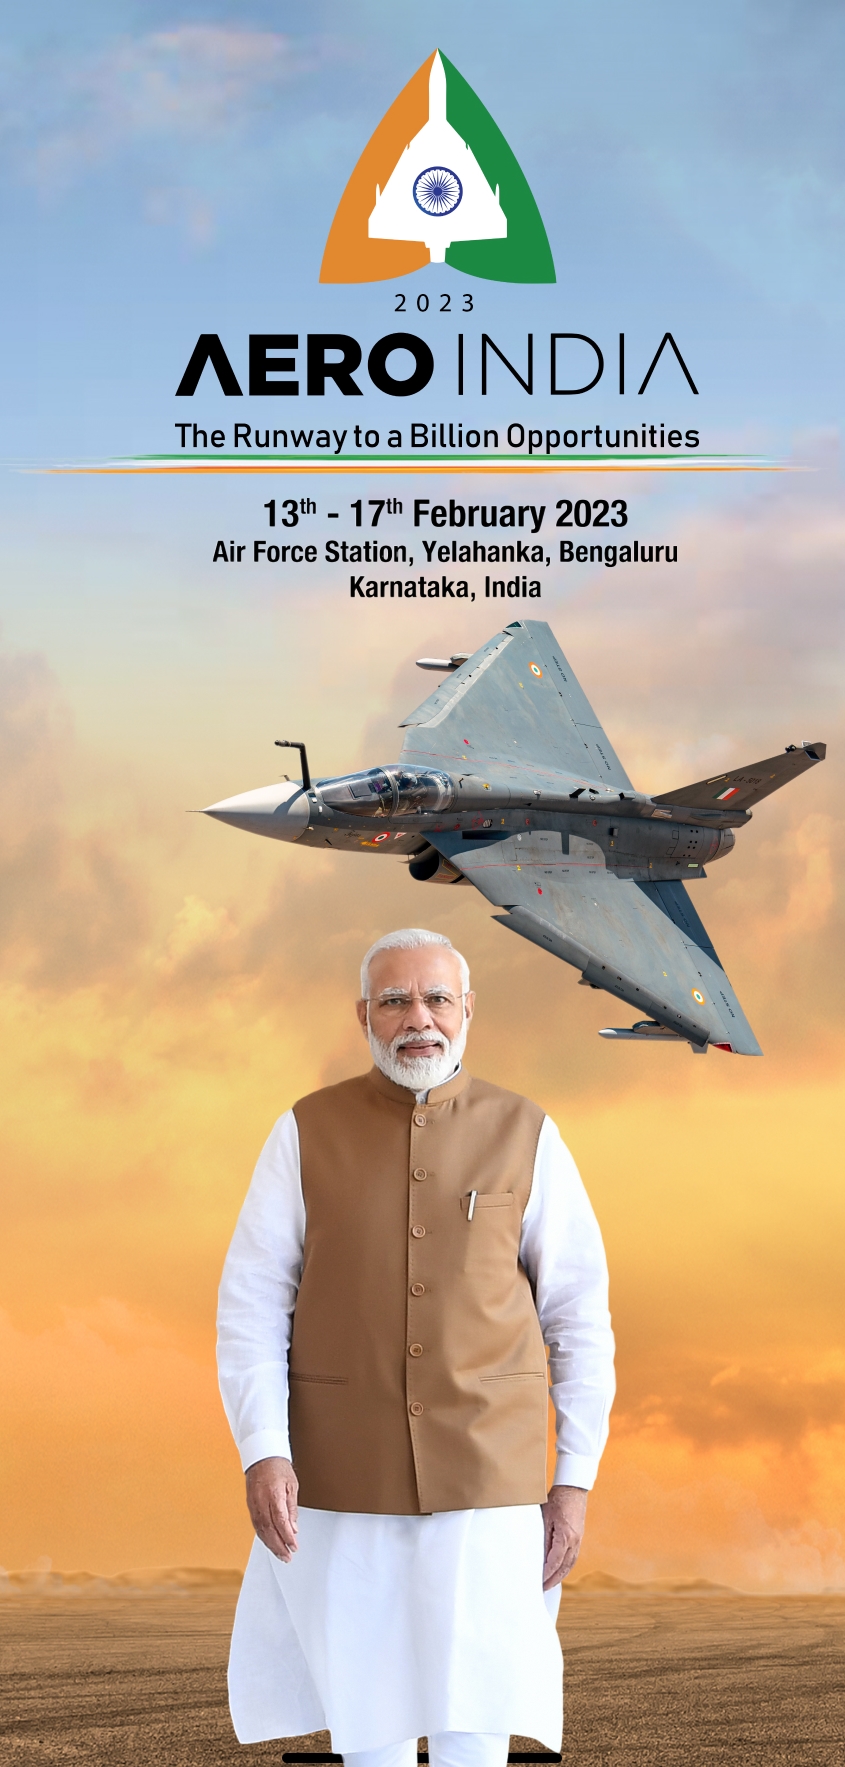 2023
AERO INDIA
The Runway to a Billion Opportunities
13th - 17th February 2023
Air Force Station, Yelahanka, Bengaluru
Karnataka, India